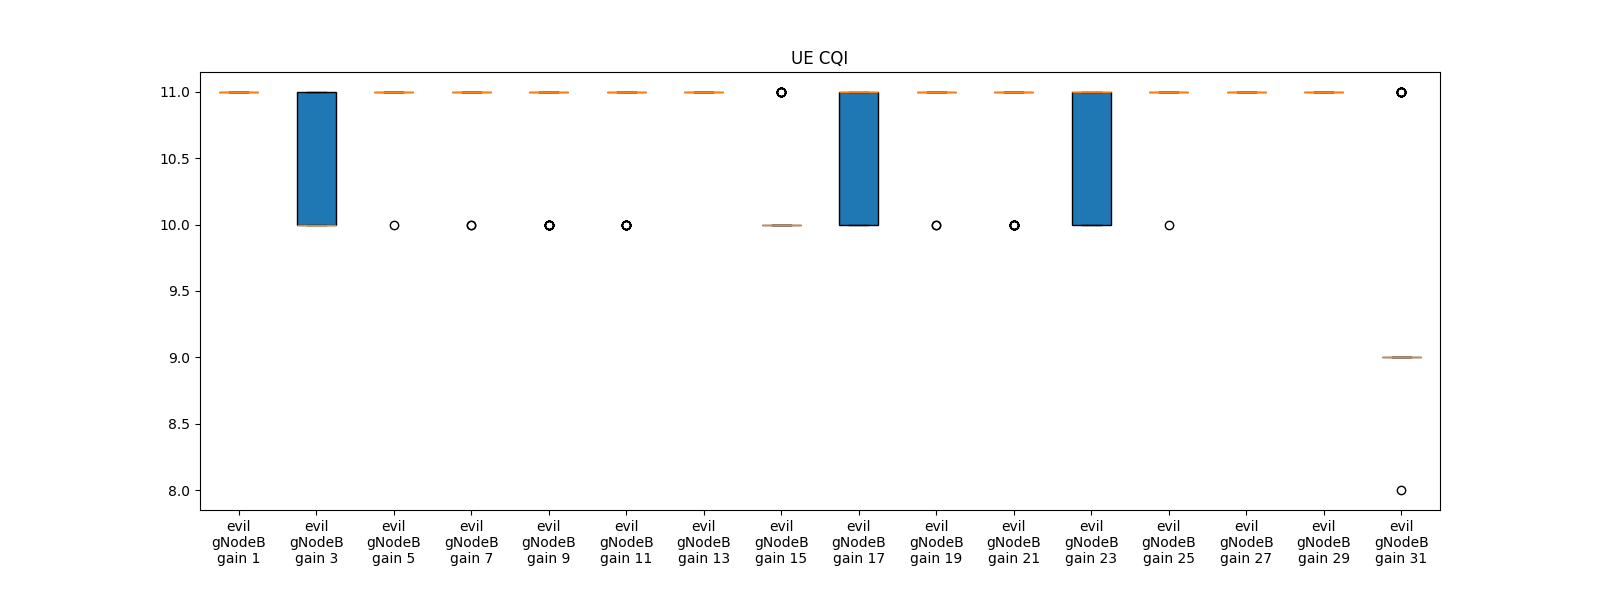 UE CQI
11.0
10.5
10.0
9.5
9.0
8.5
8.0
evil
gNodeB
gain 1
evil
gNodeB
gain 3
evil
gNodeB
gain 5
evil
gNodeB
gain 7
evil
gNodeB
gain 9
evil
gNodeB
gain 11
evil
gNodeB
gain 13
evil
gNodeB
gain 15
evil
gNodeB
gain 17
evil
gNodeB
gain 19
evil
gNodeB
gain 21
evil
gNodeB
gain 23
evil
gNodeB
gain 25
evil
gNodeB
gain 27
evil
gNodeB
gain 29
evil
gNodeB
gain 31